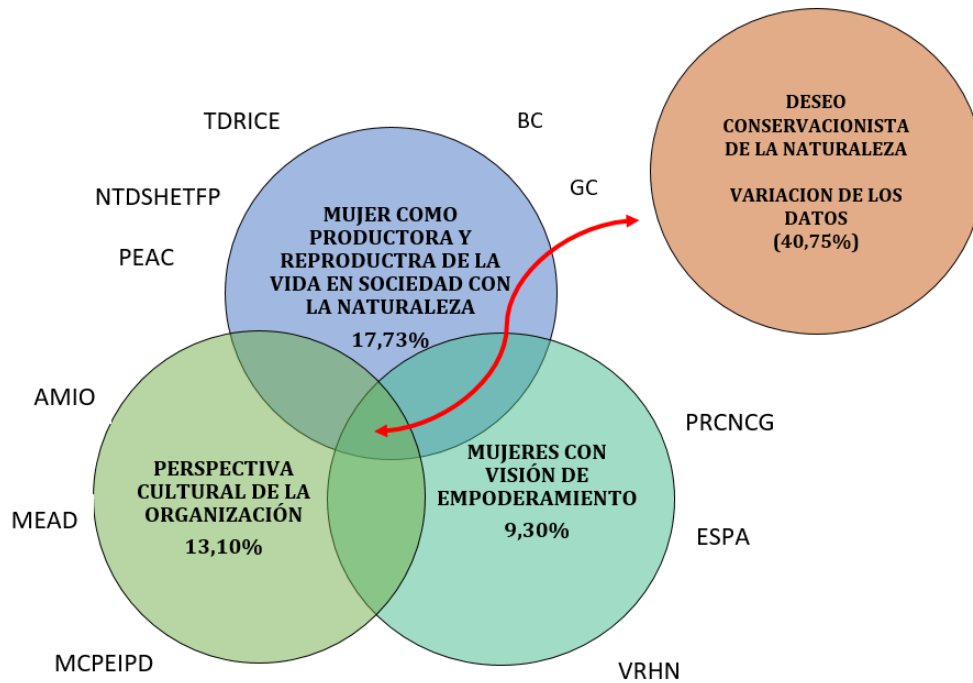 DESEO
CONSERVACIONISTA
DE LA NATURALEZA
VARIACION DE LOS
DATOS
(40,75%)
TDRICE
BC
GC
NTDSHETFP
PEAC
MUJER COMO
PRODUCTORA Y
REPRODUCTRA DE LA
VIDA EN SOCIEDAD CON
LA NATURALEZA
17,73%
AMIO
MEAD
MCPEIPD
PERSPECTIVA
CULTURAL DE LA
ORGANIZACIÓN
13,10%
MUJERES CON
VISIÓN DE
EMPODERAMIENTO
9,30%
PRCNCG
ESPA
VRHN